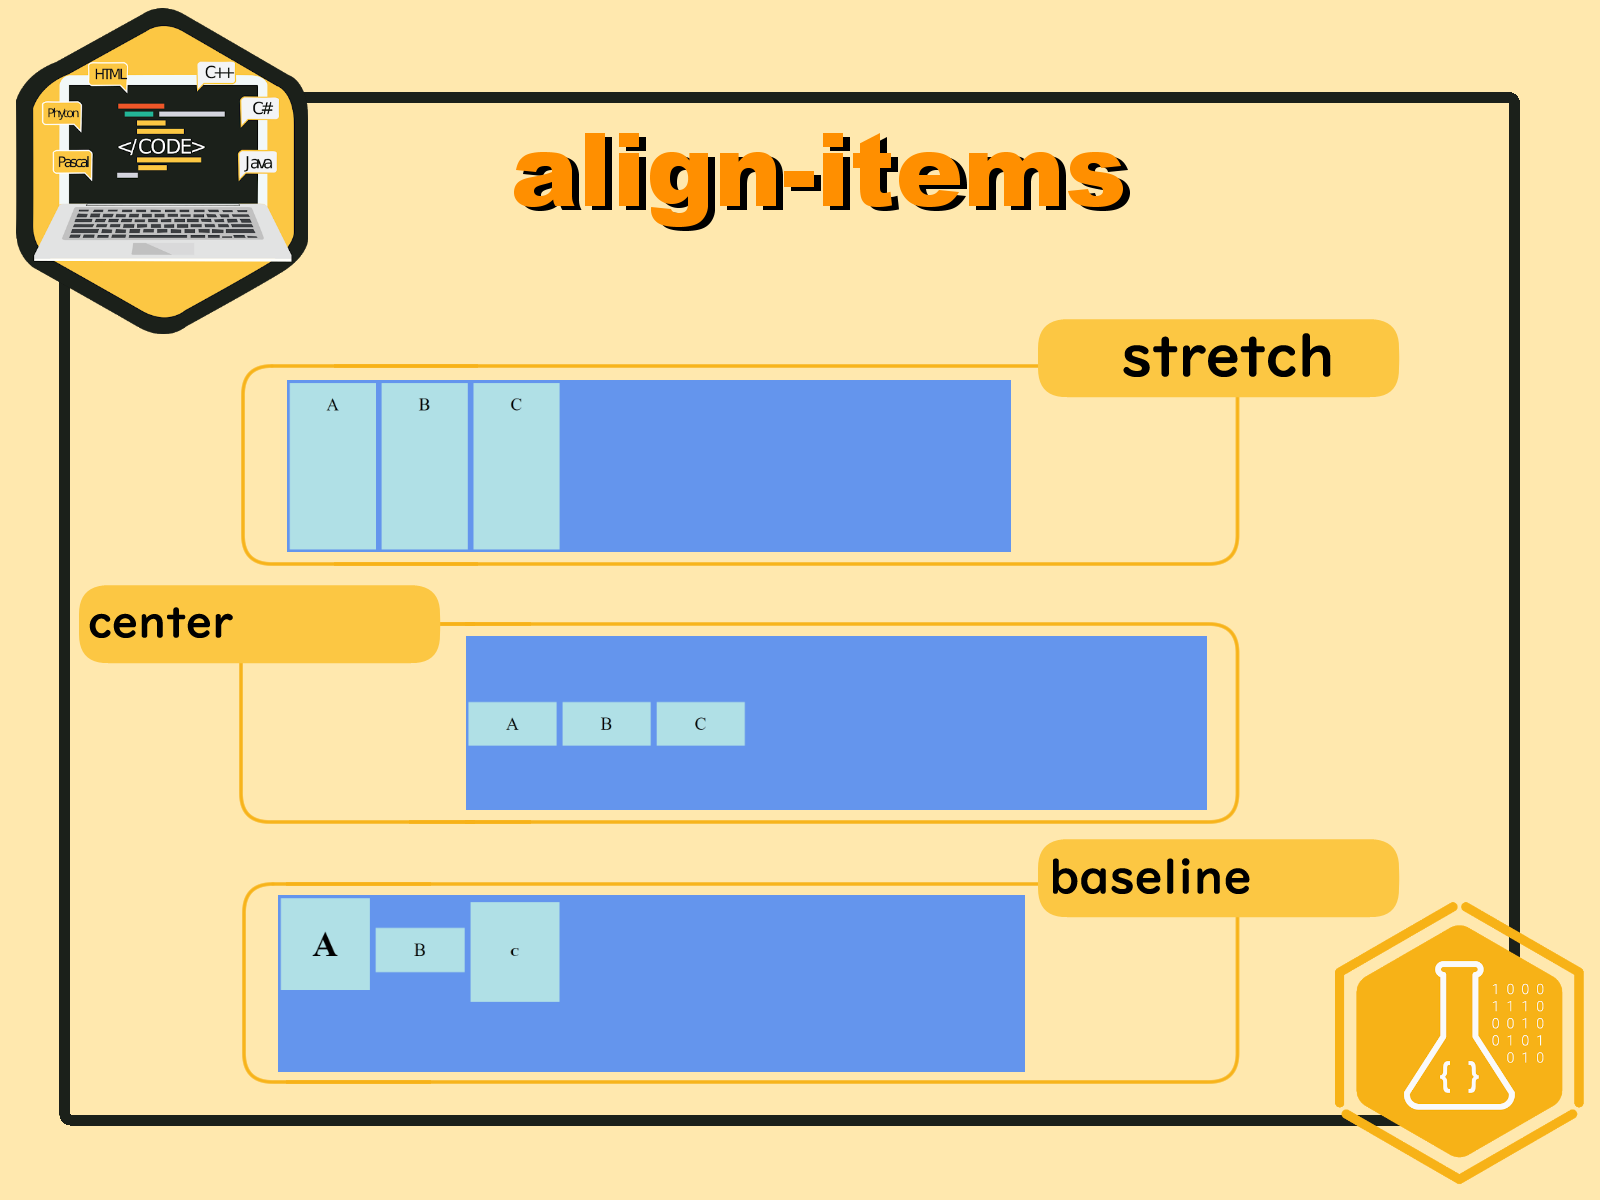 HTML
C++
Phyton
C#
</CODE>
Pascal
Java
align-items
stretch
A B C
center
A B C
baseline
A B c
1 0 0 0
1 1 1 0
0 0 1 0
0 1 0 1
0 1 0
{ }